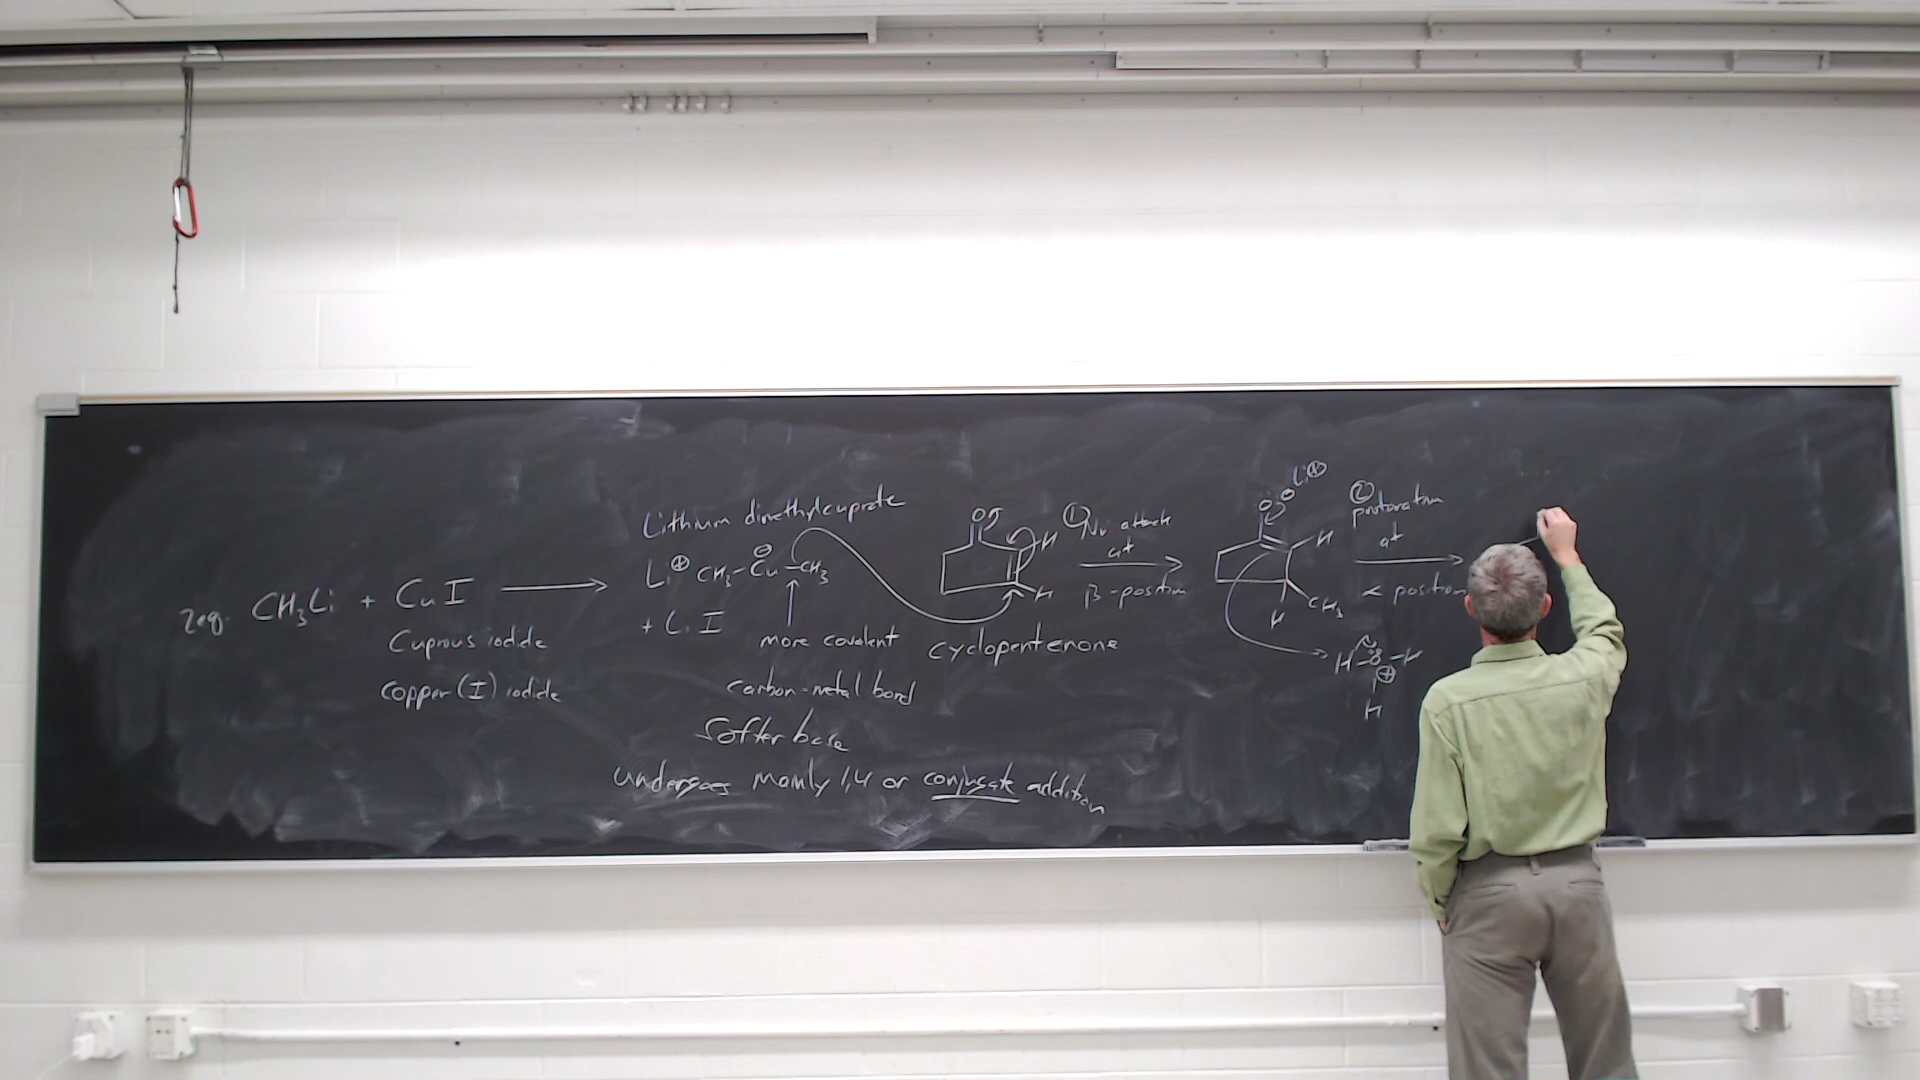 2eq. CH₃Li + CuI
Cuprous iodide
copper (I) iodide
Lithium dimethylcuprate
Li⊕ CH₃-Cu⊖-CH₃
+ LiI
more covalent
carbon-metal bond
Softer base
undergoes mainly 1,4 or conjugate addition
O
H
H
cyclopentenone
① Nu attack
at
β-position
Li⊕
O⊖
H
H
CH₃
② protonation
at
α position
H-O⊕-H
H